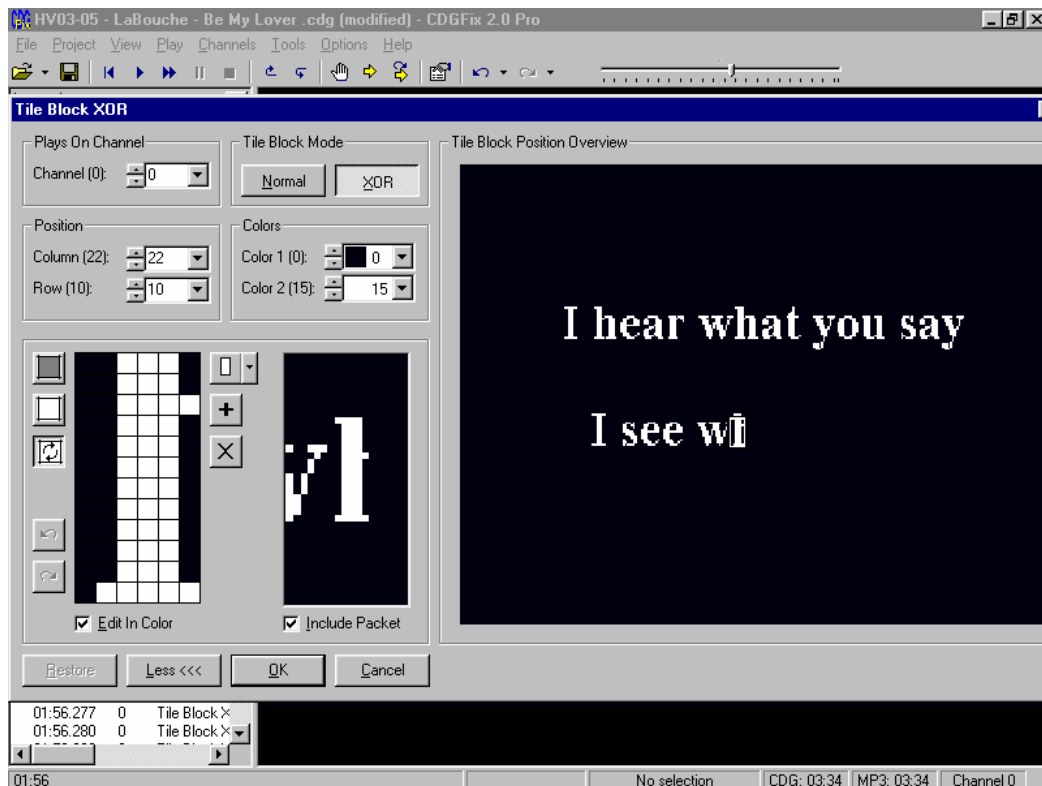 HV03-05 - LaBouche - Be My Lover .cdg (modified) - CDGFix 2.0 Pro
File Project View Play Channels Tools Options Help
Tile Block XOR
Plays On Channel
Channel (0): 0
Tile Block Mode
Normal XOR
Position
Column (22): 22
Row (10): 10
Colors
Color 1 (0): 0
Color 2 (15): 15
Edit In Color
Include Packet
Restore Less <<< OK Cancel
Tile Block Position Overview
I hear what you say
I see w
01:56.277 0 Tile Block X
01:56.280 0 Tile Block X
01:56 No selection CDG: 03:34 MP3: 03:34 Channel 0